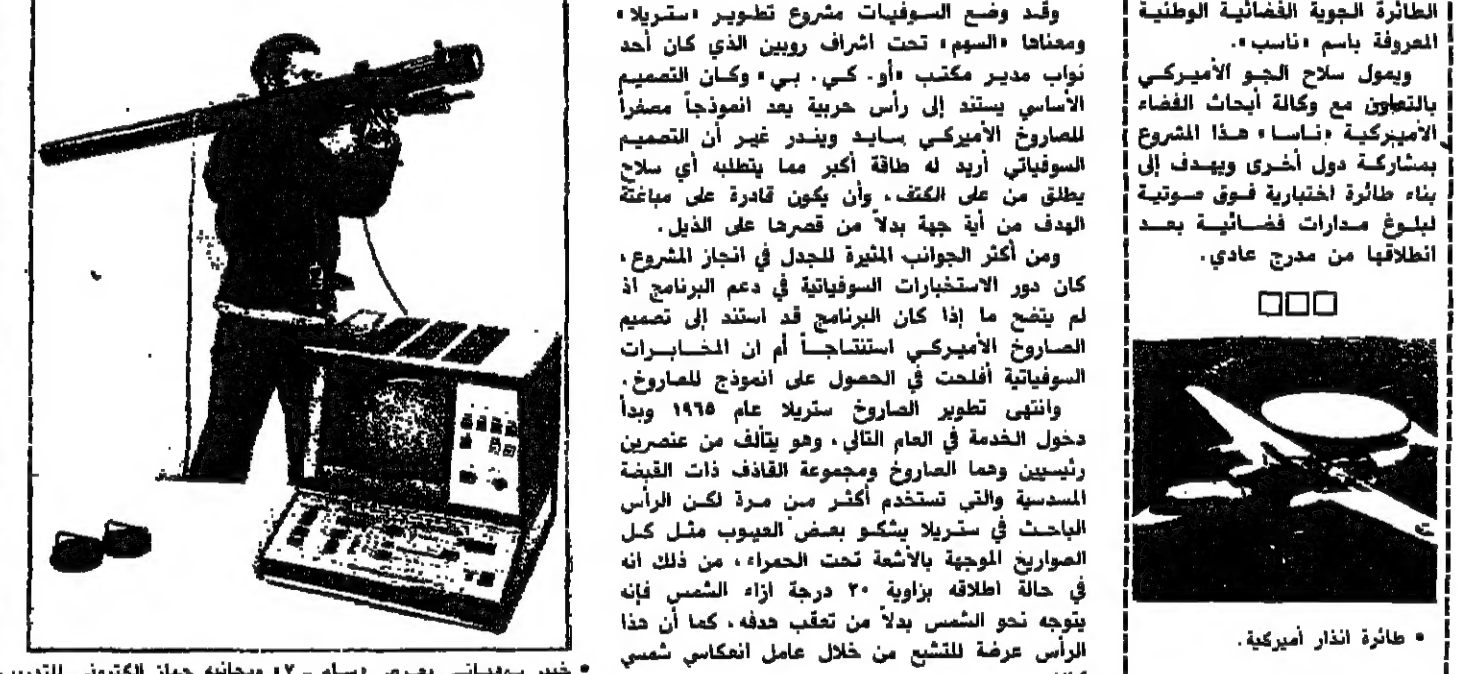 الطائرة الجوية الفضائية الوطنية
المعروفة باسم «ناسب».
ويمول سلاح الجو الأميركي
بالتعاون مع وكالة أبحاث الفضاء
الأميركية «ناسا» هذا المشروع
بمشاركة دول أخرى ويهدف إلى
بناء طائرة اختبارية فوق صوتية
لبلوغ مدارات فضائية بعد
انطلاقها من مدرج عادي.
• طائرة انذار أميركية.
وقد وضع السوفيات مشروع تطوير «ستريلا»
ومعناها «السهم» تحت اشراف روبين الذي كان أحد
نواب مدير مكتب «أو. كي. بي» وكان التصميم
الأساسي يستند إلى رأس حربية يعد انموذجاً مصغراً
للصاروخ الأميركي سايد ويندر غير أن التصميم
السوفياتي أريد له طاقة أكبر مما يتطلبه أي سلاح
يطلق من على الكتف، وأن يكون قادرة على مباغتة
الهدف من أية جهة بدلاً من قصرها على الذيل.
ومن أكثر الجوانب المثيرة للجدل في انجاز المشروع،
كان دور الاستخبارات السوفياتية في دعم البرنامج اذ
لم يتضح ما إذا كان البرنامج قد استند إلى تصميم
الصاروخ الأميركي استنتاجاً أم ان المخابرات
السوفياتية أفلحت في الحصول على انموذج للصاروخ.
وانتهى تطوير الصاروخ ستريلا عام ١٩٦٥ وبدأ
دخول الخدمة في العام التالي، وهو يتألف من عنصرين
رئيسيين وهما الصاروخ ومجموعة القاذف ذات القبضة
المسدسية والتي تستخدم أكثر من مرة لكن الرأس
الباحث في ستريلا يشكو بعض العيوب مثل كل
الصواريخ الموجهة بالأشعة تحت الحمراء، من ذلك انه
في حالة اطلاقه بزاوية ٢٠ درجة ازاء الشمس فإنه
يتوجه نحو الشمس بدلاً من تعقب هدفه، كما أن هذا
الرأس عرضة للتشبع من خلال عامل انعكاسي شمسي
• خبير سوفياتي يعرض «سام - ٧» وبجانبه جهاز الكتروني للتدريب